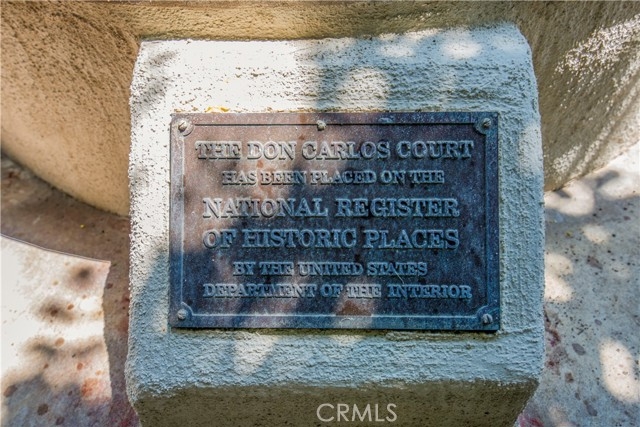 THE DON CARLOS COURT
HAS BEEN PLACED ON THE
NATIONAL REGISTER
OF HISTORIC PLACES
BY THE UNITED STATES
DEPARTMENT OF THE INTERIOR
CRMLS